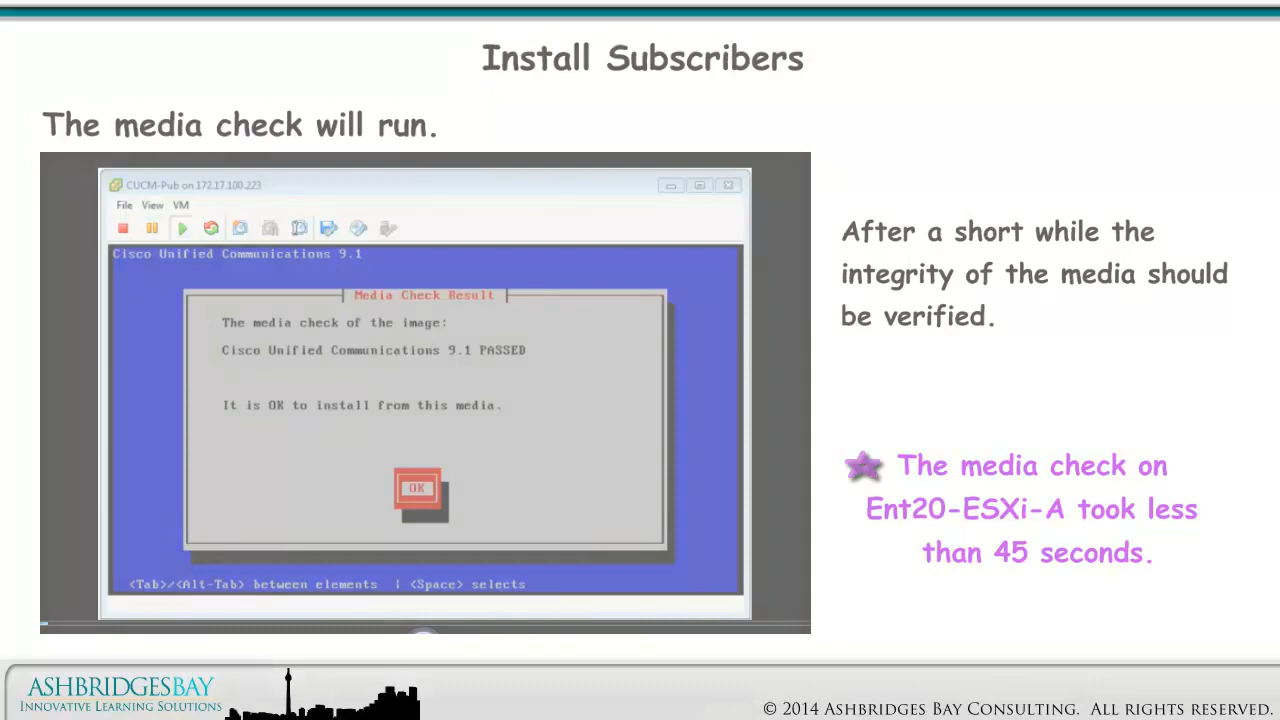 Install Subscribers
The media check will run.
CUCM-Pub on 172.17.100.223
File View VM
Cisco Unified Communications 9.1
Media Check Result
The media check of the image:
Cisco Unified Communications 9.1 PASSED
It is OK to install from this media.
OK
<Tab>/<Alt-Tab> between elements | <Space> selects
After a short while the
integrity of the media should
be verified.
The media check on
Ent20-ESXi-A took less
than 45 seconds.
ASHBRIDGESBAY
INNOVATIVE LEARNING SOLUTIONS
© 2014 ASHBRIDGES BAY CONSULTING. ALL RIGHTS RESERVED.